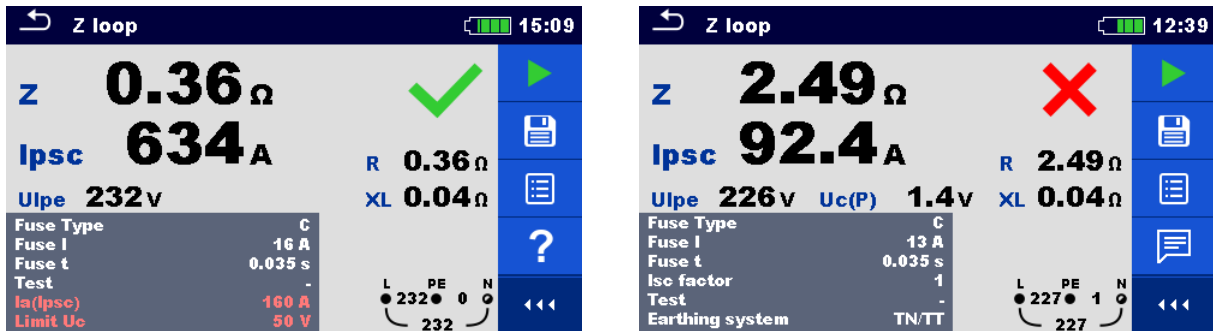 Z loop 15:09
Z 0.36 Ω
Ipsc 634 A
R 0.36 Ω
Ulpe 232 V XL 0.04 Ω
Fuse Type C
Fuse I 16 A
Fuse t 0.035 s
Test -
Ia(Ipsc) 160 A
Limit Uc 50 V
?
L PE N
232 0
232
Z loop 12:39
Z 2.49 Ω
Ipsc 92.4 A
R 2.49 Ω
Ulpe 226 V Uc(P) 1.4 V XL 0.04 Ω
Fuse Type C
Fuse I 13 A
Fuse t 0.035 s
Isc factor 1
Test -
Earthing system TN/TT
L PE N
227 1
227